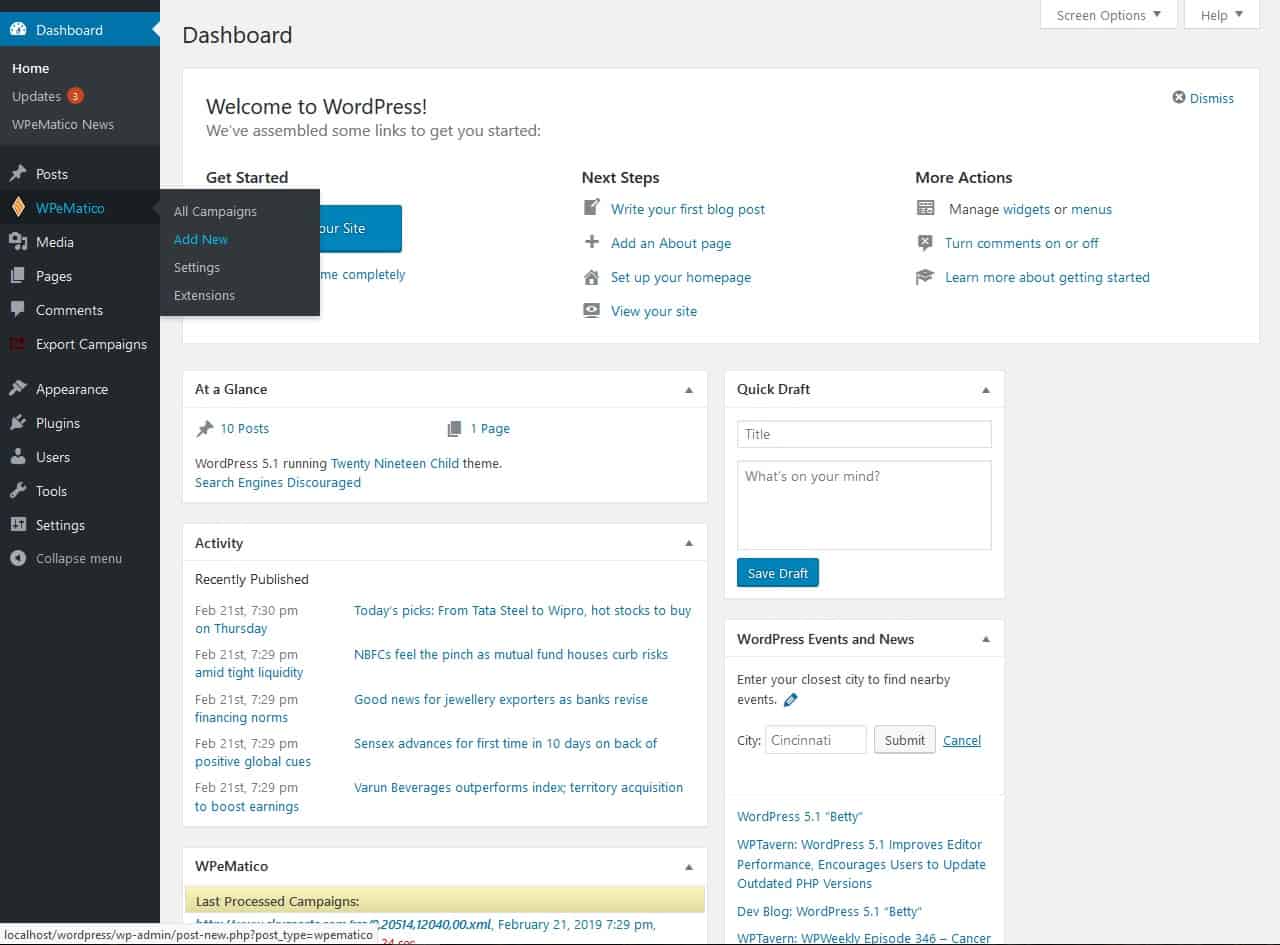 Dashboard
Home
Updates 3
WPeMatico News
Posts
WPeMatico
Media
Pages
Comments
Export Campaigns
Appearance
Plugins
Users
Tools
Settings
Collapse menu
All Campaigns
Add New
Settings
Extensions
Dashboard
Screen Options
Help
Welcome to WordPress!
We've assembled some links to get you started:
Dismiss
Get Started
our Site
me completely
Next Steps
Write your first blog post
Add an About page
Set up your homepage
View your site
More Actions
Manage widgets or menus
Turn comments on or off
Learn more about getting started
At a Glance
10 Posts
1 Page
WordPress 5.1 running Twenty Nineteen Child theme.
Search Engines Discouraged
Activity
Recently Published
Feb 21st, 7:30 pm Today's picks: From Tata Steel to Wipro, hot stocks to buy
on Thursday
Feb 21st, 7:29 pm NBFCs feel the pinch as mutual fund houses curb risks
amid tight liquidity
Feb 21st, 7:29 pm Good news for jewellery exporters as banks revise
financing norms
Feb 21st, 7:29 pm Sensex advances for first time in 10 days on back of
positive global cues
Feb 21st, 7:29 pm Varun Beverages outperforms index; territory acquisition
to boost earnings
WPeMatico
Last Processed Campaigns:
20514,12040,00.xml, February 21, 2019 7:29 pm,
24 sec
Quick Draft
Title
What's on your mind?
Save Draft
WordPress Events and News
Enter your closest city to find nearby
events.
City: Cincinnati Submit Cancel
WordPress 5.1 “Betty”
WPTavern: WordPress 5.1 Improves Editor
Performance, Encourages Users to Update
Outdated PHP Versions
Dev Blog: WordPress 5.1 “Betty”
WPTavern: WPWeekly Episode 346 – Cancer
localhost/wordpress/wp-admin/post-new.php?post_type=wpematico